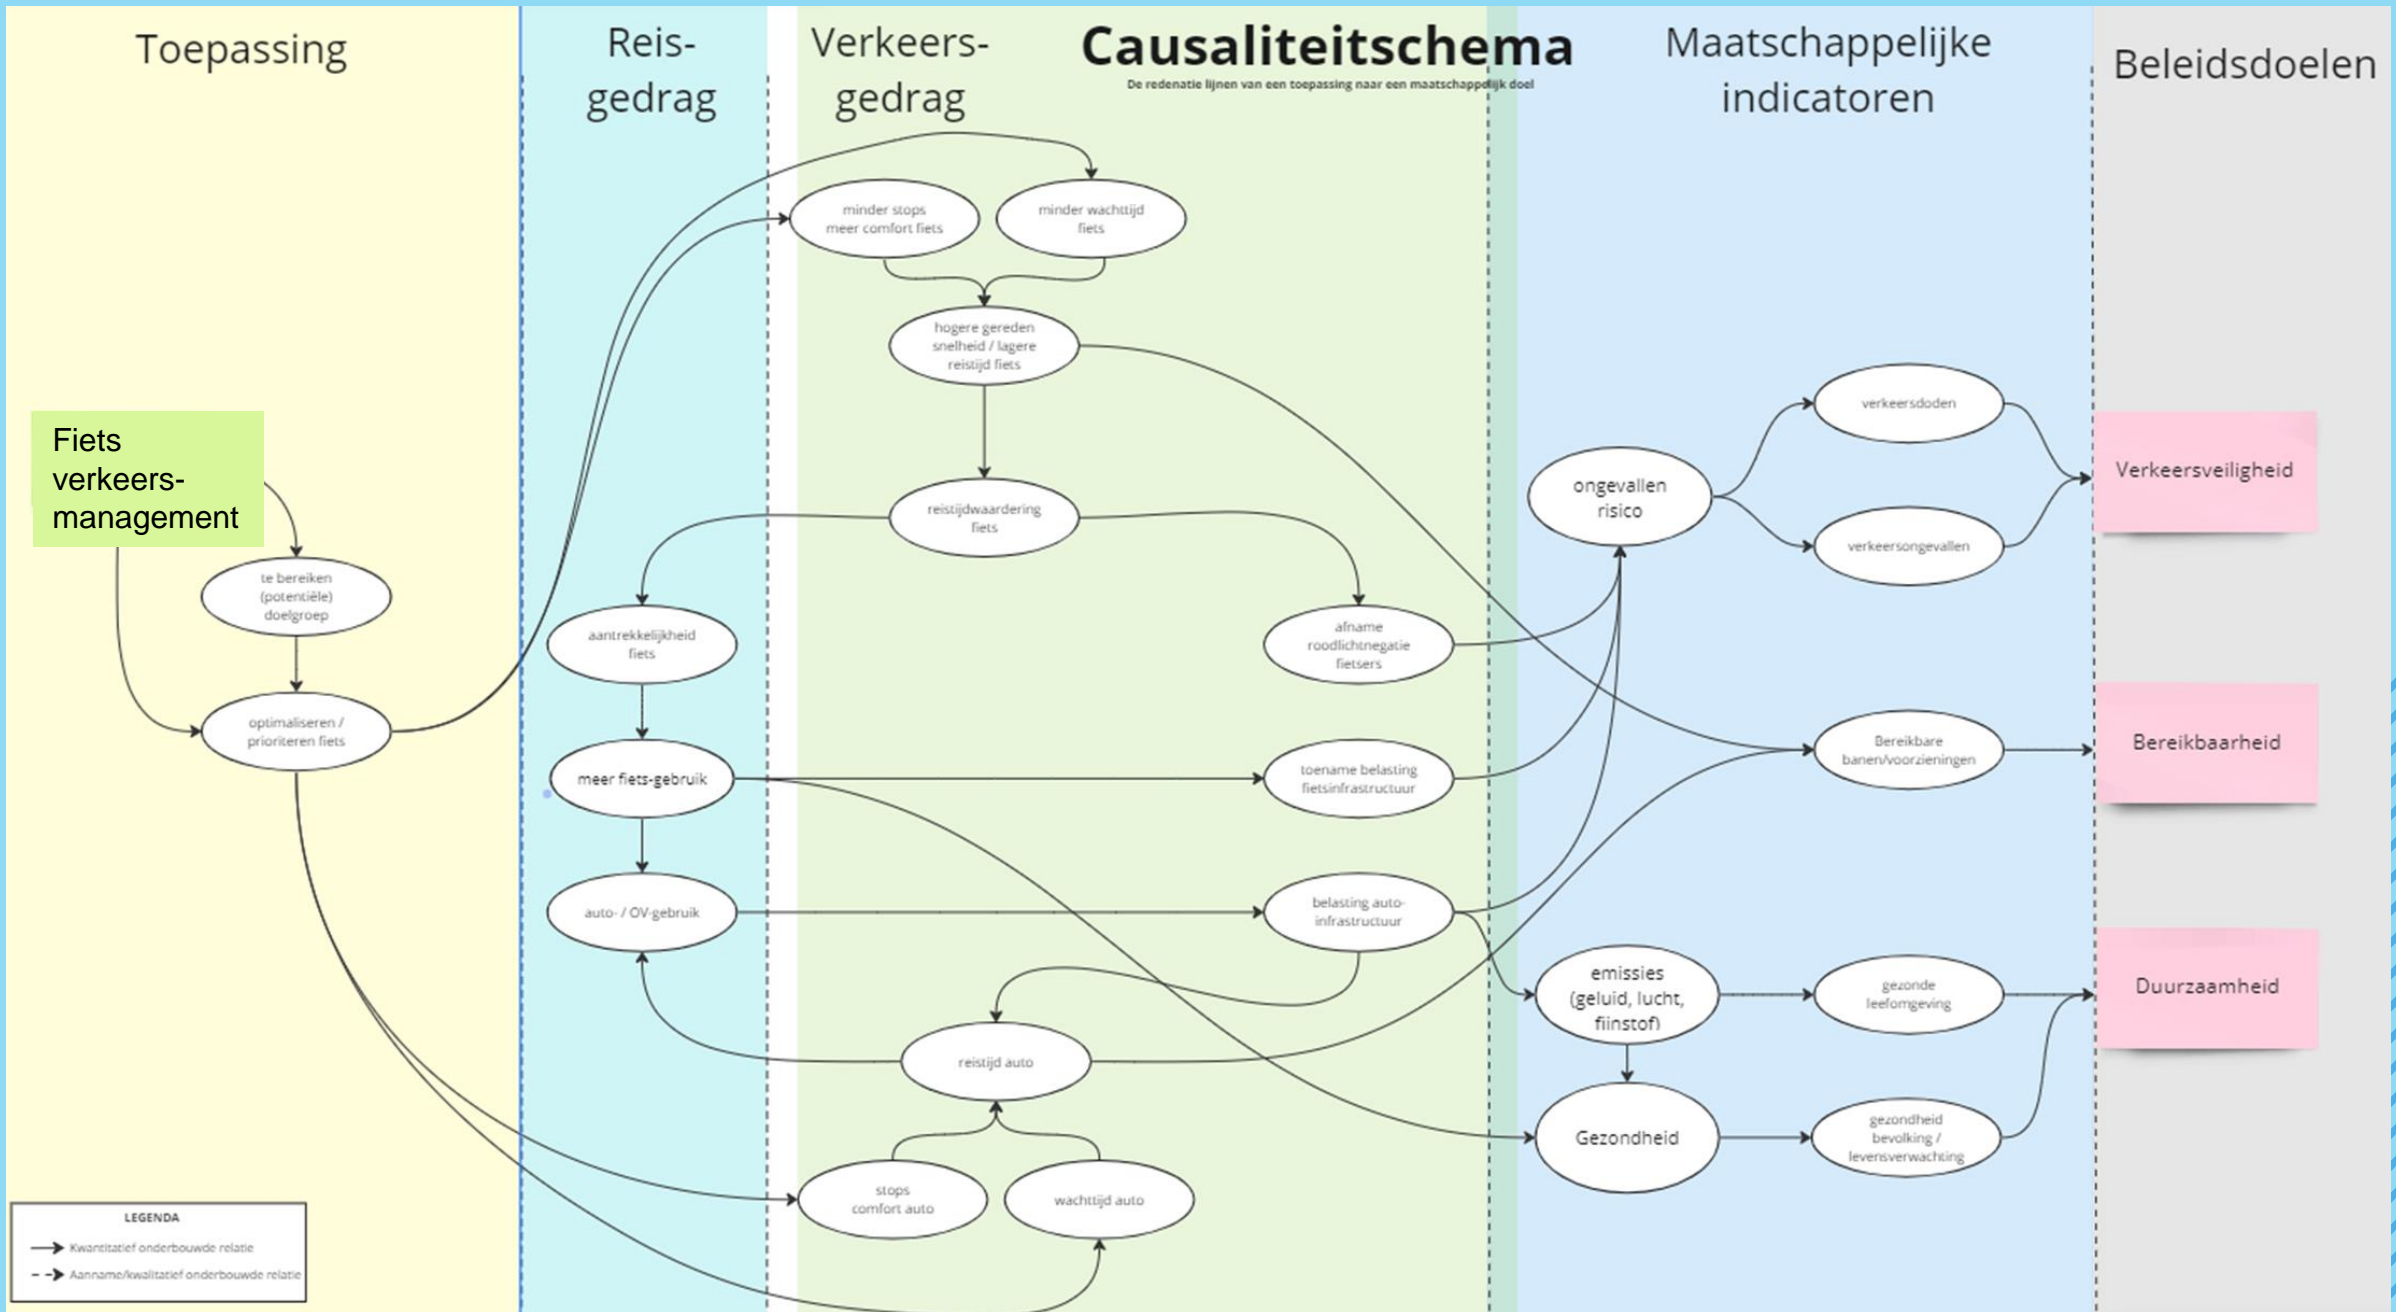 Toepassing
Reis-
gedrag
Verkeers-
gedrag
Causaliteitschema
De redenatie lijnen van een toepassing naar een maatschappelijk doel
Maatschappelijke
indicatoren
Beleidsdoelen
minder stops
meer comfort fiets
minder wachttijd
fiets
hogere gereden
snelheid / lagere
reistijd fiets
verkeersdoden
Fiets
verkeers-
management
Verkeersveiligheid
ongevallen
risico
reistijdwaardering
fiets
verkeersongevallen
te bereiken
(potentiële)
doelgroep
aantrekkelijkheid
fiets
afname
roodlichtnegatie
fietsers
optimaliseren /
prioriteren fiets
Bereikbare
banen/voorzieningen
Bereikbaarheid
meer fiets-gebruik
toename belasting
fietsinfrastructuur
auto- / OV-gebruik
belasting auto-
infrastructuur
emissies
(geluid, lucht,
fijnstof)
gezonde
leefomgeving
Duurzaamheid
reistijd auto
Gezondheid
gezondheid
bevolking /
levensverwachting
stops
comfort auto
wachttijd auto
LEGENDA
Kwantitatief onderbouwde relatie
Aanname/kwalitatief onderbouwde relatie